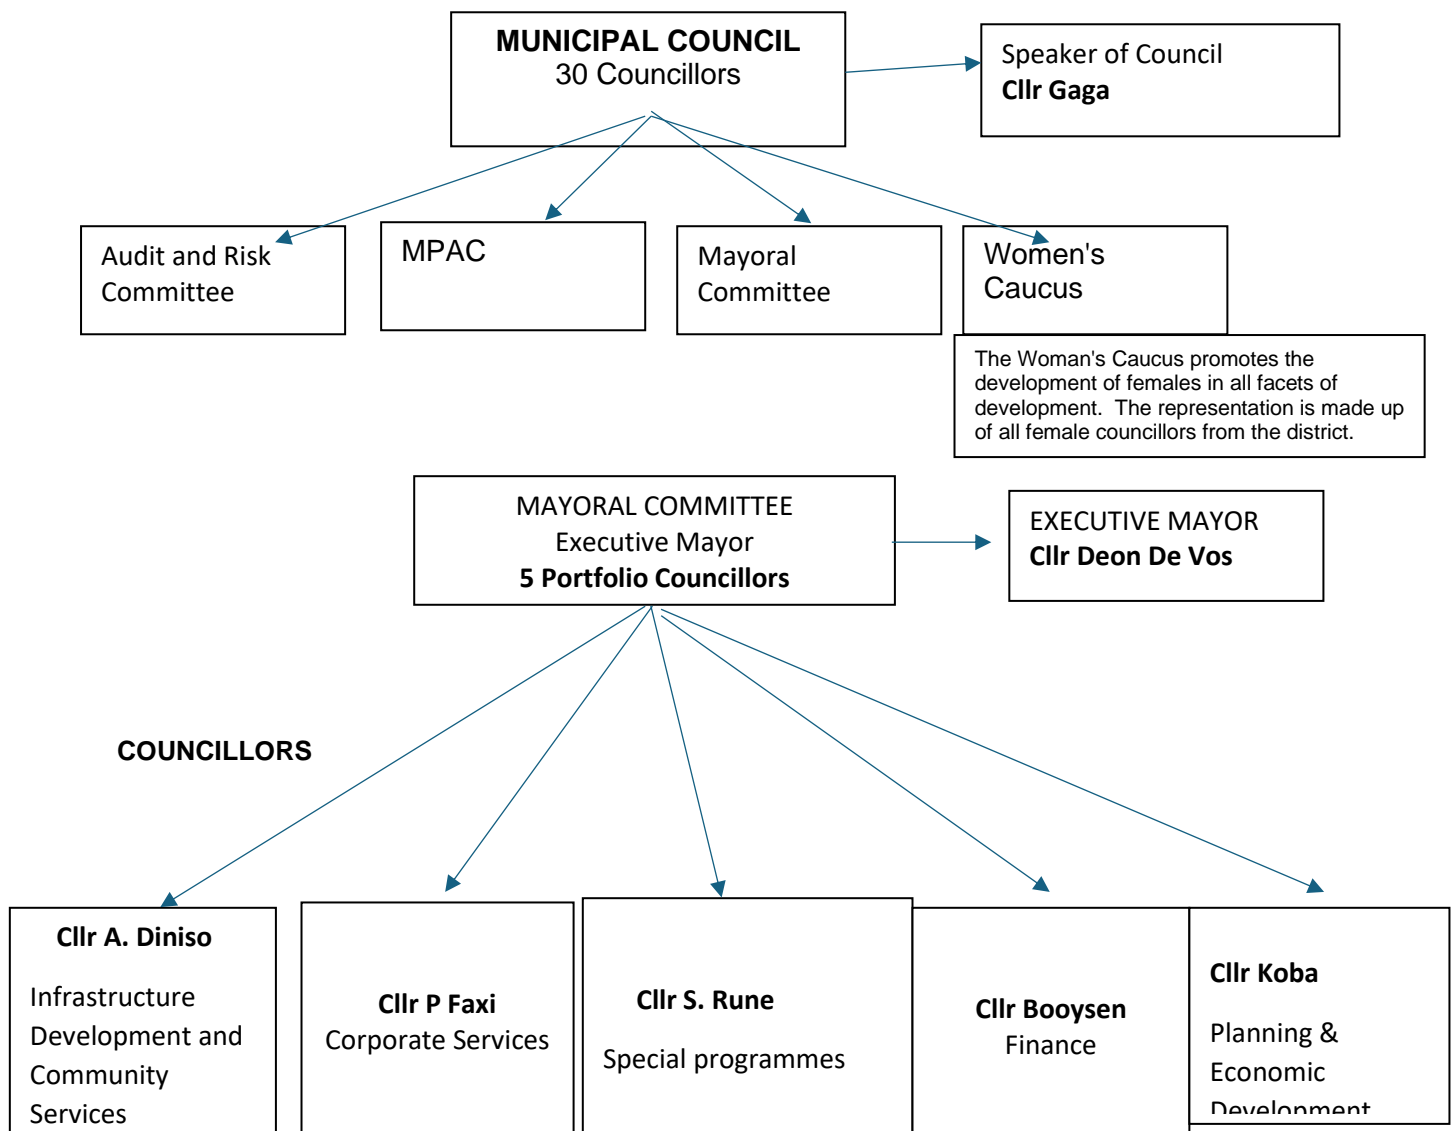 MUNICIPAL COUNCIL
30 Councillors
Speaker of Council
Cllr Gaga
Audit and Risk
Committee
MPAC
Mayoral
Committee
Women's
Caucus
The Woman's Caucus promotes the
development of females in all facets of
development.  The representation is made up
of all female councillors from the district.
MAYORAL COMMITTEE
Executive Mayor
5 Portfolio Councillors
EXECUTIVE MAYOR
Cllr Deon De Vos
COUNCILLORS
Cllr A. Diniso
Infrastructure
Development and
Community
Services
Cllr P Faxi
Corporate Services
Cllr S. Rune
Special programmes
Cllr Booysen
Finance
Cllr Koba
Planning &
Economic
Development